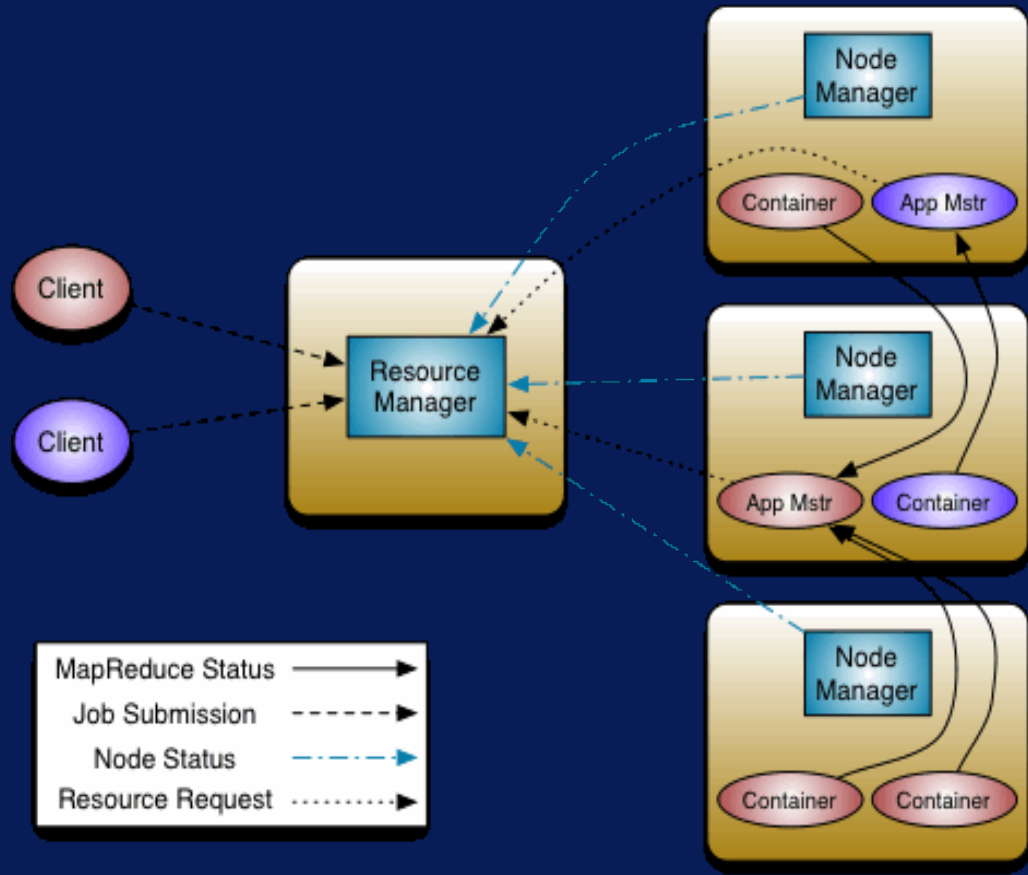 Node
Manager
Container
App Mstr
Client
Client
Resource
Manager
Node
Manager
App Mstr
Container
Node
Manager
Container
Container
MapReduce Status
Job Submission
Node Status
Resource Request